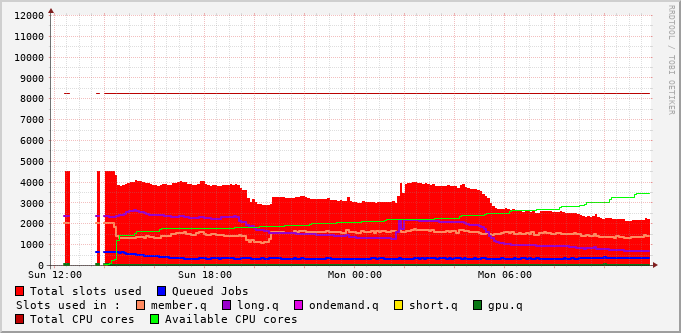 12000
11000
10000
9000
8000
7000
6000
5000
4000
3000
2000
1000
0
Sun 12:00 Sun 18:00 Mon 00:00 Mon 06:00
Total slots used Queued Jobs
Slots used in : member.q long.q ondemand.q short.q gpu.q
Total CPU cores Available CPU cores
RRDTOOL / TOBI OETIKER